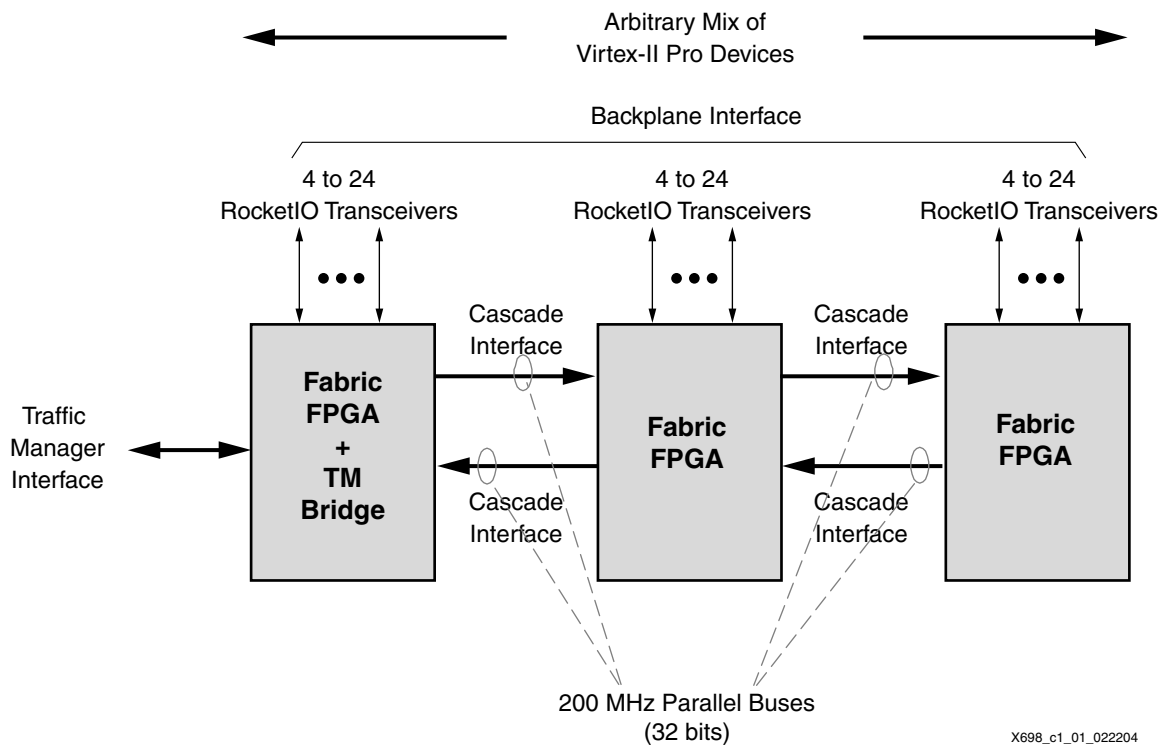 Arbitrary Mix of
Virtex-II Pro Devices
Backplane Interface
4 to 24
RocketIO Transceivers
4 to 24
RocketIO Transceivers
4 to 24
RocketIO Transceivers
Cascade
Interface
Cascade
Interface
Traffic
Manager
Interface
Fabric
FPGA
+
TM
Bridge
Fabric
FPGA
Fabric
FPGA
Cascade
Interface
Cascade
Interface
200 MHz Parallel Buses
(32 bits)
X698_c1_01_022204